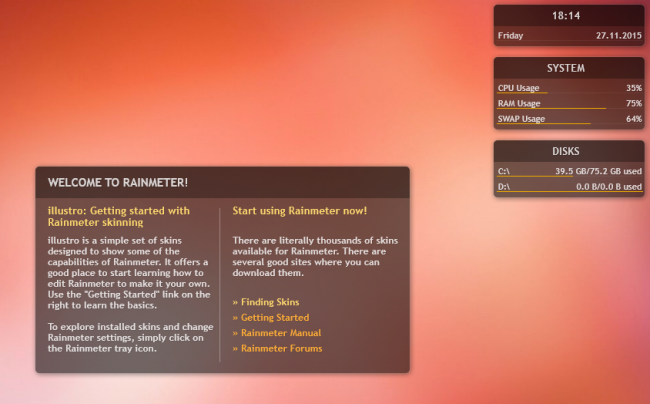 18:14
Friday 27.11.2015
SYSTEM
CPU Usage 35%
RAM Usage 75%
SWAP Usage 64%
DISKS
C:\ 39.5 GB/75.2 GB used
D:\ 0.0 B/0.0 B used
WELCOME TO RAINMETER!
illustro: Getting started with
Rainmeter skinning
illustro is a simple set of skins
designed to show some of the
capabilities of Rainmeter. It offers a
good place to start learning how to
edit Rainmeter to make it your own.
Use the "Getting Started" link on the
right to learn the basics.
To explore installed skins and change
Rainmeter settings, simply click on
the Rainmeter tray icon.
Start using Rainmeter now!
There are literally thousands of skins
available for Rainmeter. There are
several good sites where you can
download them.
» Finding Skins
» Getting Started
» Rainmeter Manual
» Rainmeter Forums